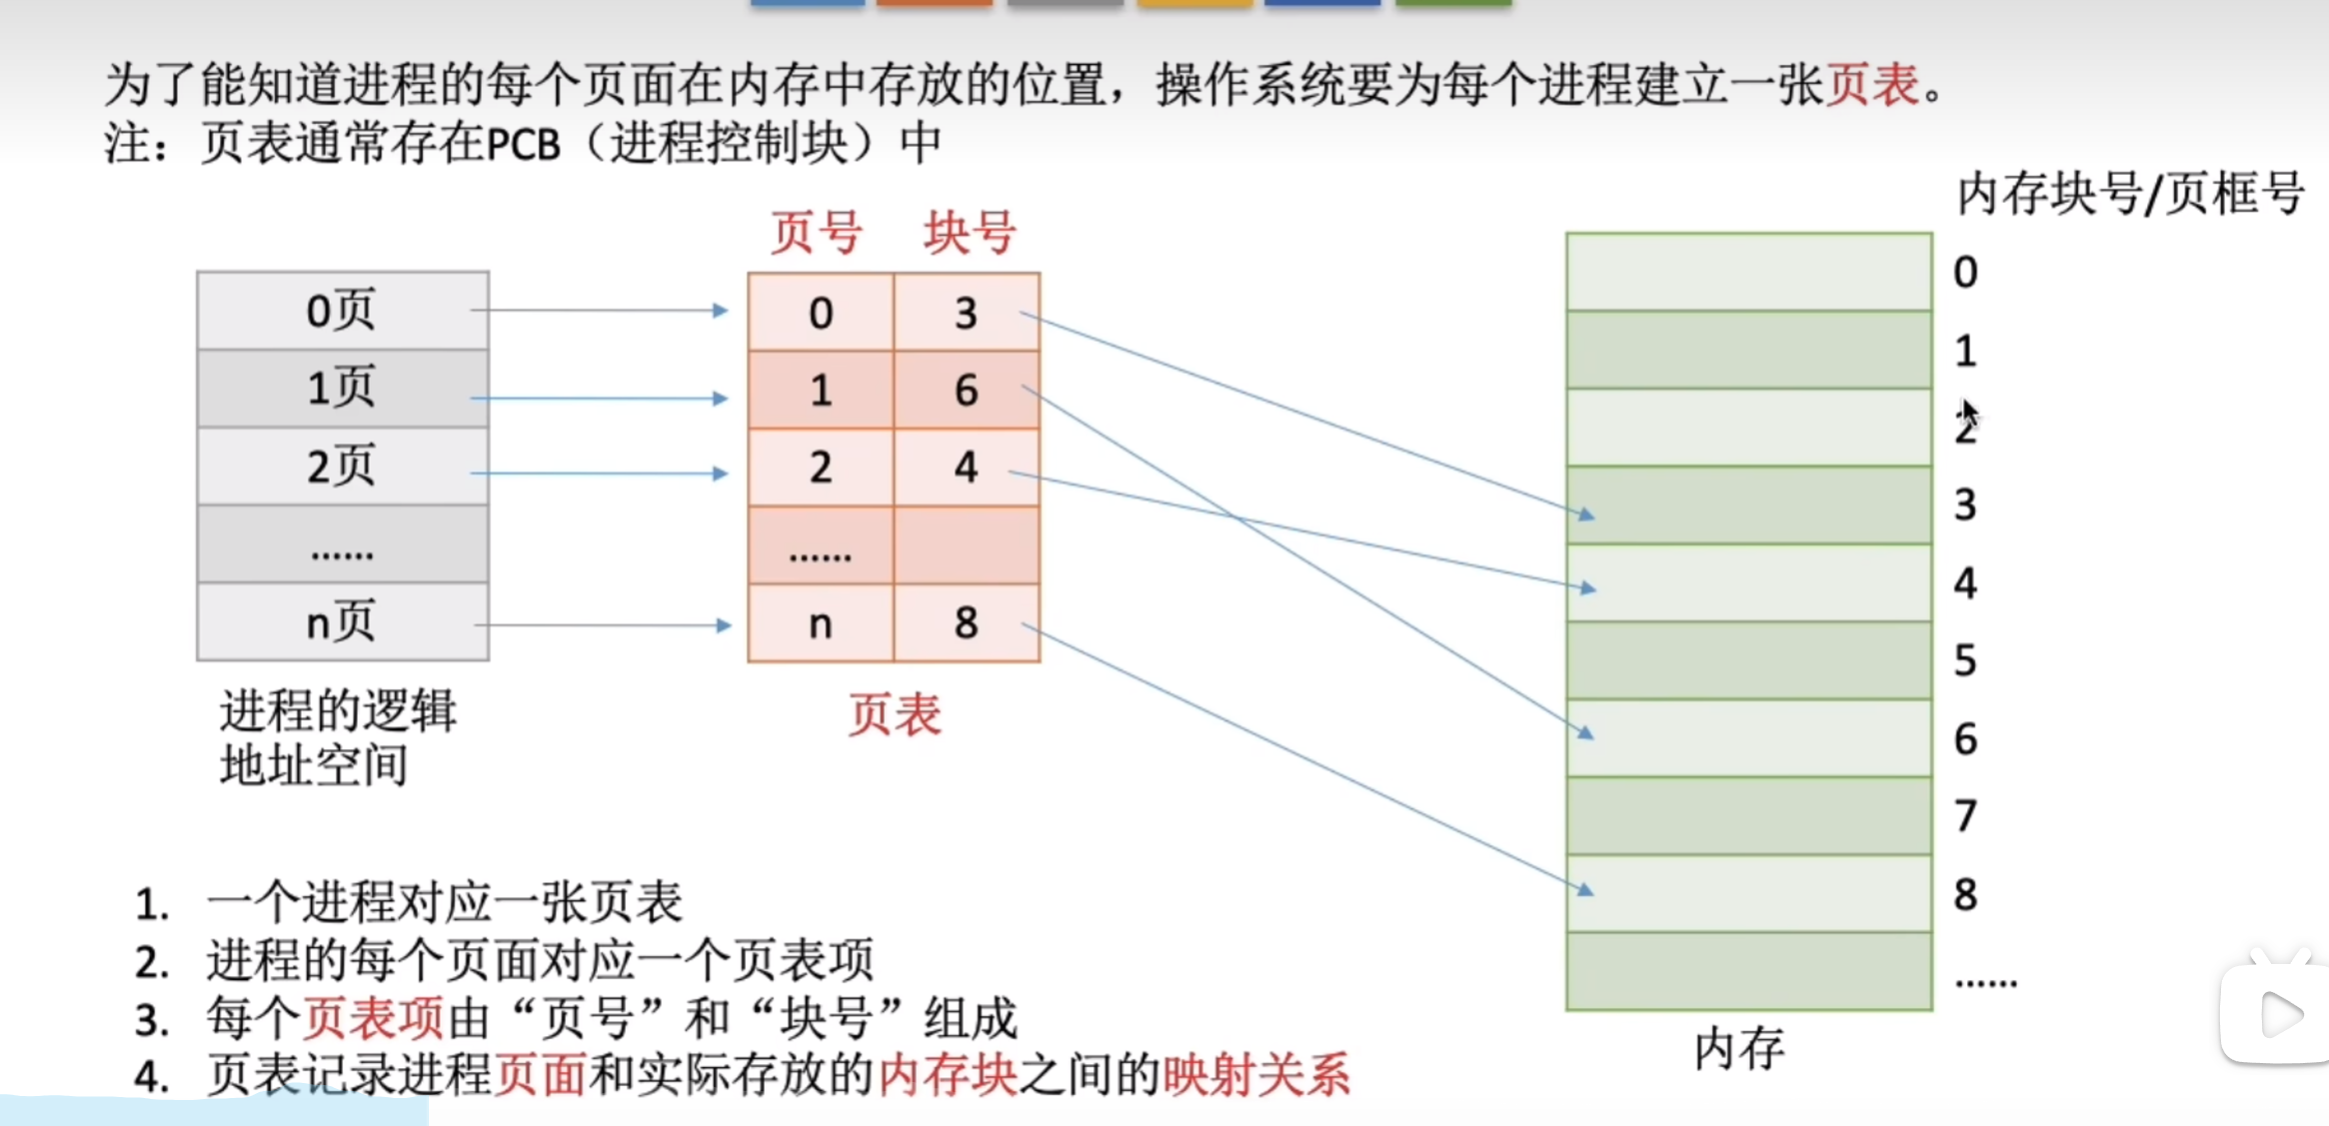 为了能知道进程的每个页面在内存中存放的位置，操作系统要为每个进程建立一张页表。
注：页表通常存在PCB（进程控制块）中
内存块号/页框号
页号 块号
0页
1页
2页
......
n页
进程的逻辑
地址空间
0 3
1 6
2 4
......
n 8
页表
0
1
2
3
4
5
6
7
8
......
内存
1. 一个进程对应一张页表
2. 进程的每个页面对应一个页表项
3. 每个页表项由“页号”和“块号”组成
4. 页表记录进程页面和实际存放的内存块之间的映射关系